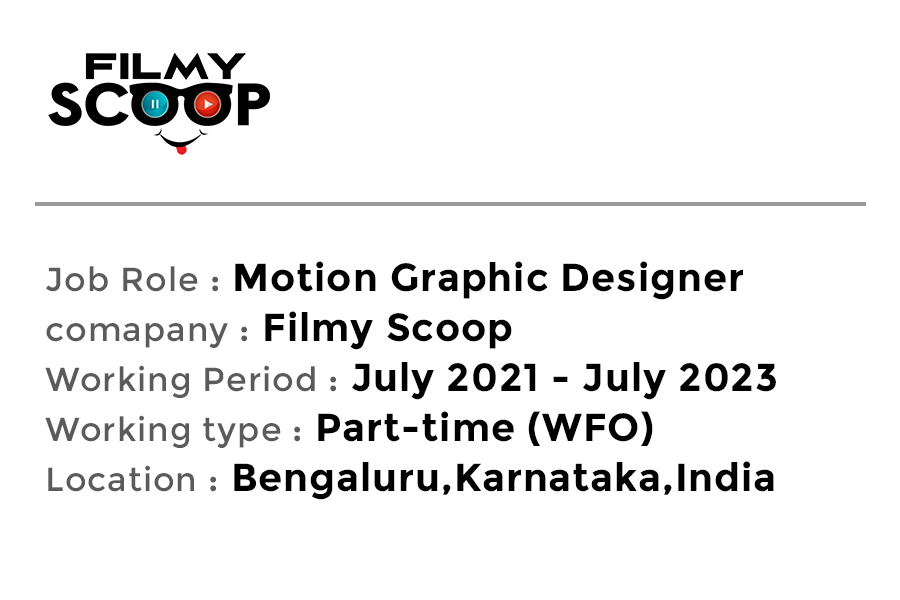 FILMY
SCOOP
Job Role : Motion Graphic Designer
comapany : Filmy Scoop
Working Period : July 2021 - July 2023
Working type : Part-time (WFO)
Location : Bengaluru,Karnataka,India